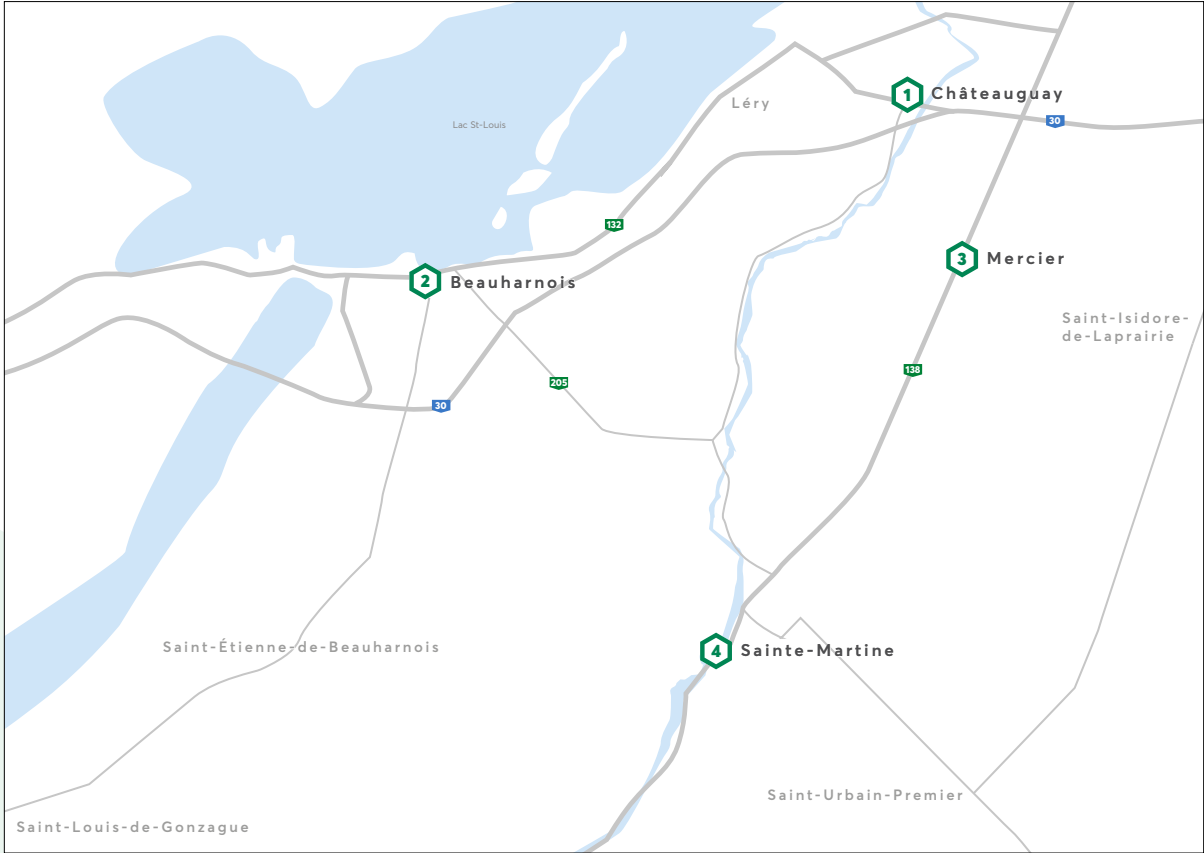 1 Châteauguay
Léry
30
Lac St-Louis
132
3 Mercier
2 Beauharnois
Saint-Isidore-
de-Laprairie
138
205
30
Saint-Étienne-de-Beauharnois
4 Sainte-Martine
Saint-Urbain-Premier
Saint-Louis-de-Gonzague